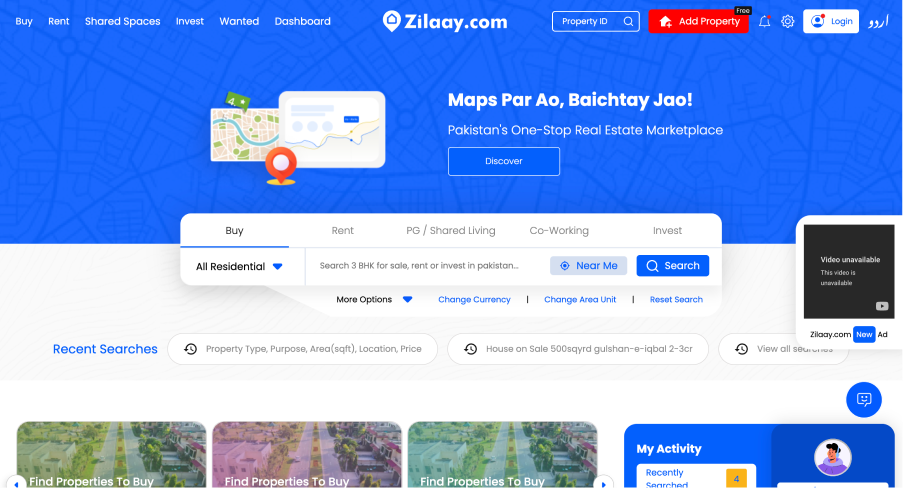 Buy Rent Shared Spaces Invest Wanted Dashboard Zilaay.com Property ID Add Property Free Login اردو
4
Maps Par Ao, Baichtay Jao!
Pakistan's One-Stop Real Estate Marketplace
Discover
Buy Rent PG / Shared Living Co-Working Invest
All Residential Search 3 BHK for sale, rent or invest in pakistan... Near Me Search
More Options Change Currency | Change Area Unit | Reset Search
Video unavailable
This video is
unavailable
Zilaay.com New Ad
Recent Searches Property Type, Purpose, Area(sqft), Location, Price House on Sale 500sqyrd gulshan-e-iqbal 2-3cr View all searches
My Activity
Find Properties To Buy Find Properties To Buy Find Properties To Buy
Recently
Searched
4